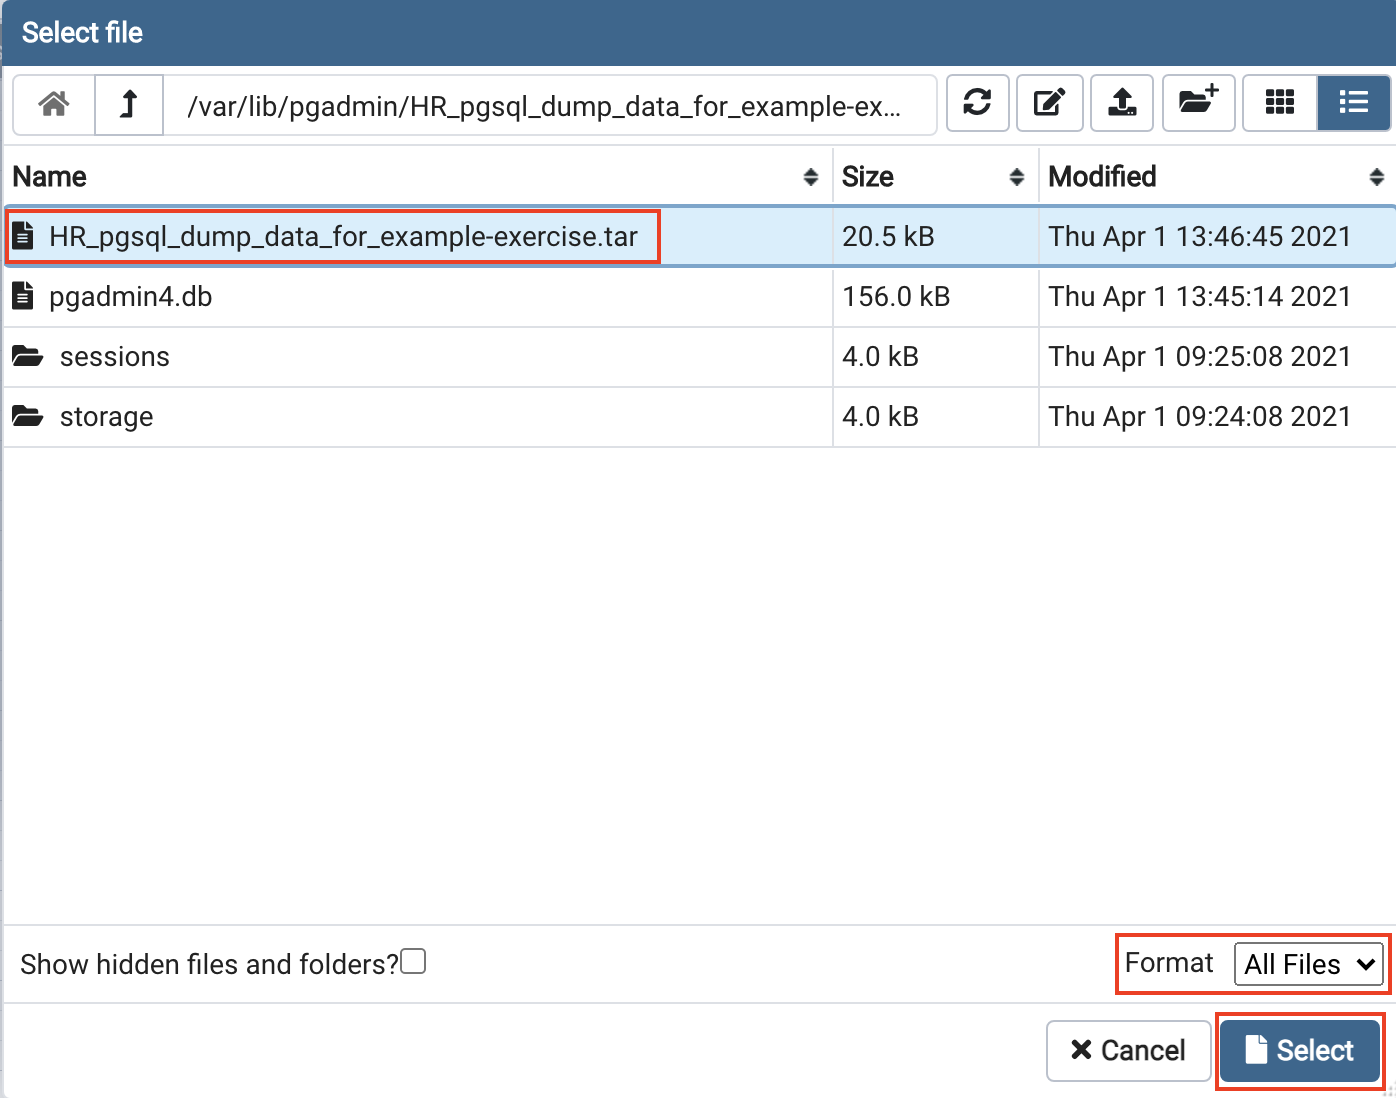 Select file
/var/lib/pgadmin/HR_pgsql_dump_data_for_example-ex...
Name Size Modified
HR_pgsql_dump_data_for_example-exercise.tar 20.5 kB Thu Apr 1 13:46:45 2021
pgadmin4.db 156.0 kB Thu Apr 1 13:45:14 2021
sessions 4.0 kB Thu Apr 1 09:25:08 2021
storage 4.0 kB Thu Apr 1 09:24:08 2021
Show hidden files and folders? Format All Files
Cancel Select